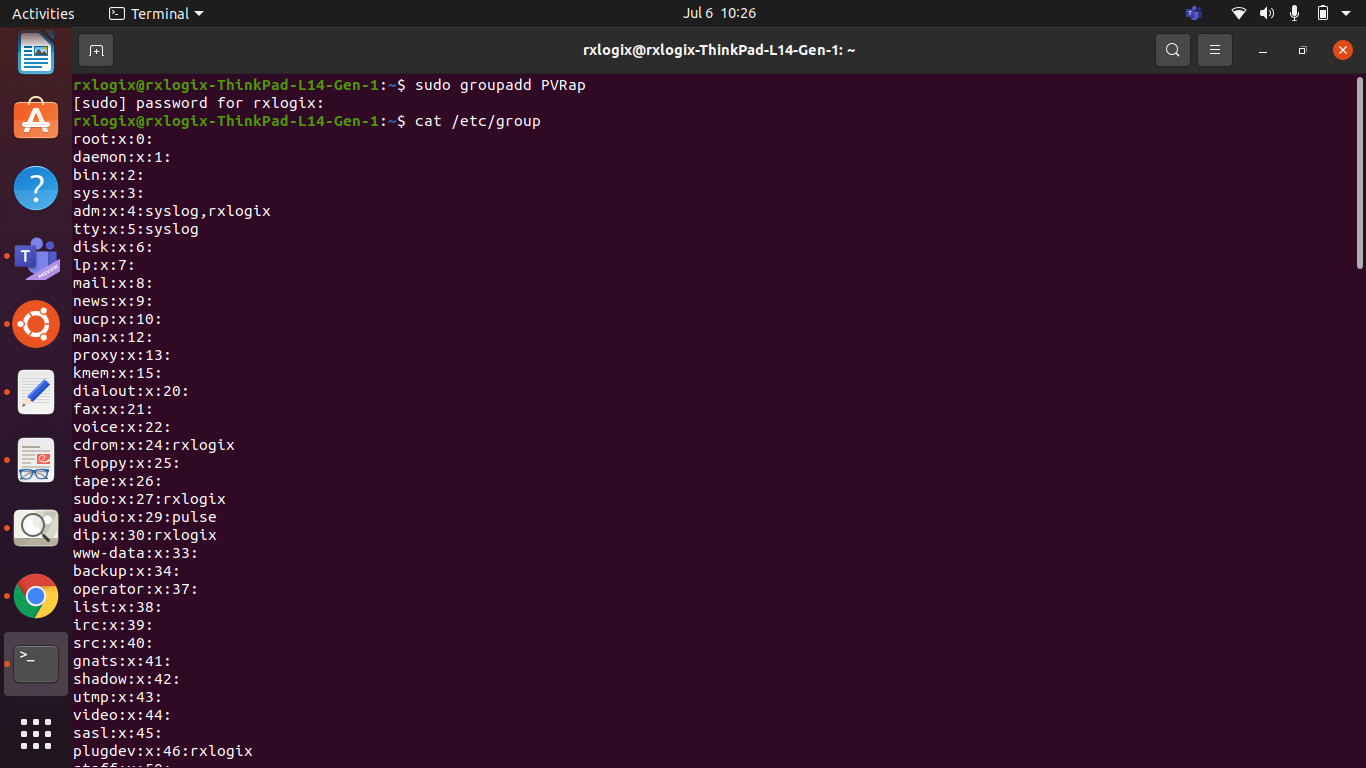 Activities
Terminal
Jul 6 10:26
rxlogix@rxlogix-ThinkPad-L14-Gen-1: ~
rxlogix@rxlogix-ThinkPad-L14-Gen-1:~$ sudo groupadd PVRap
[sudo] password for rxlogix:
rxlogix@rxlogix-ThinkPad-L14-Gen-1:~$ cat /etc/group
root:x:0:
daemon:x:1:
bin:x:2:
sys:x:3:
adm:x:4:syslog,rxlogix
tty:x:5:syslog
disk:x:6:
lp:x:7:
mail:x:8:
news:x:9:
uucp:x:10:
man:x:12:
proxy:x:13:
kmem:x:15:
dialout:x:20:
fax:x:21:
voice:x:22:
cdrom:x:24:rxlogix
floppy:x:25:
tape:x:26:
sudo:x:27:rxlogix
audio:x:29:pulse
dip:x:30:rxlogix
www-data:x:33:
backup:x:34:
operator:x:37:
list:x:38:
irc:x:39:
src:x:40:
gnats:x:41:
shadow:x:42:
utmp:x:43:
video:x:44:
sasl:x:45:
plugdev:x:46:rxlogix